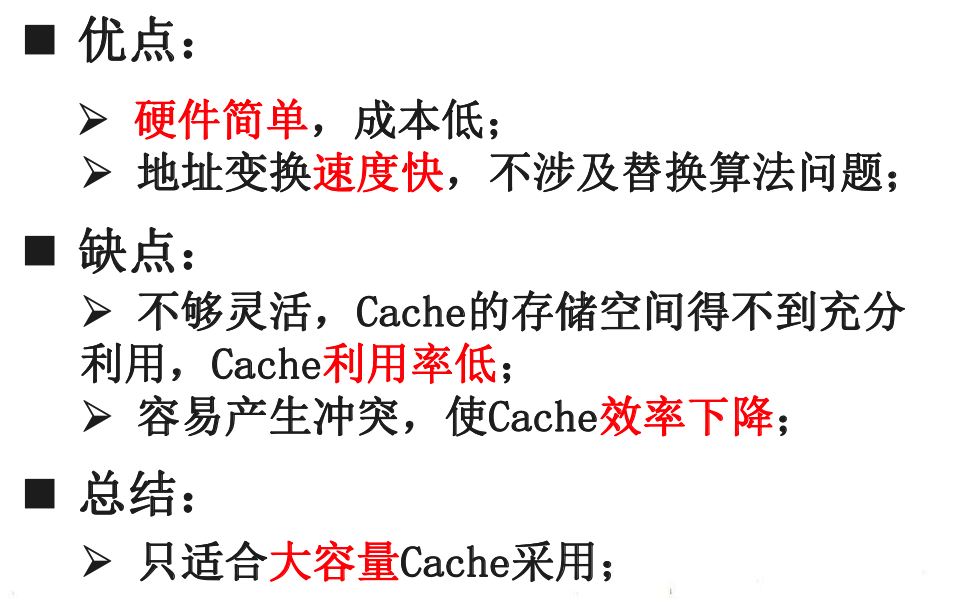 ■ 优点：
➢ 硬件简单，成本低；
➢ 地址变换速度快，不涉及替换算法问题；
■ 缺点：
➢ 不够灵活，Cache的存储空间得不到充分
利用，Cache利用率低；
➢ 容易产生冲突，使Cache效率下降；
■ 总结：
➢ 只适合大容量Cache采用；